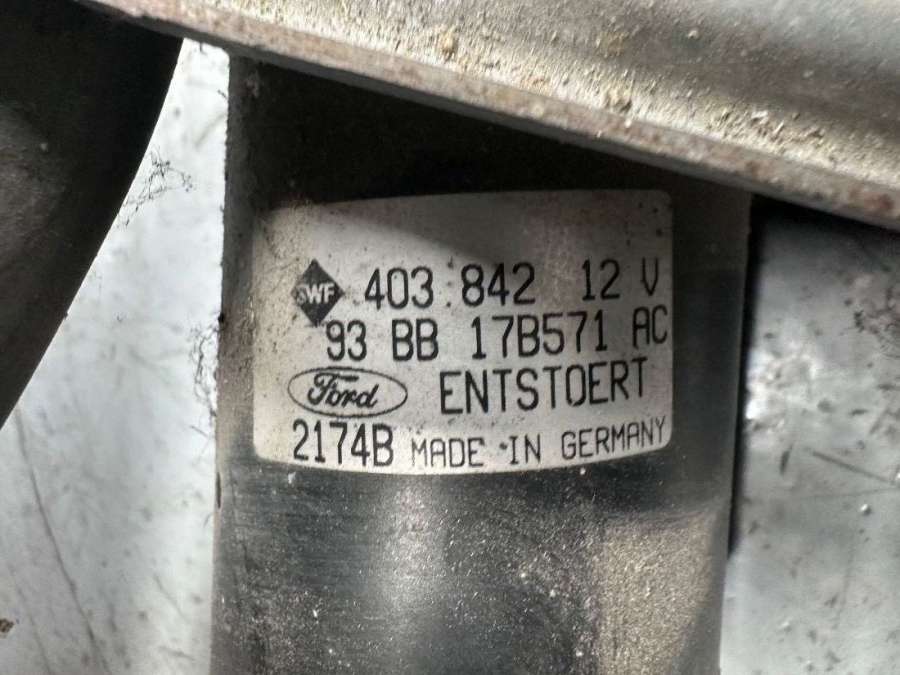 SWF 403.842 12 V
93 BB 17B571 AC
Ford ENTSTOERT
2174B MADE IN GERMANY